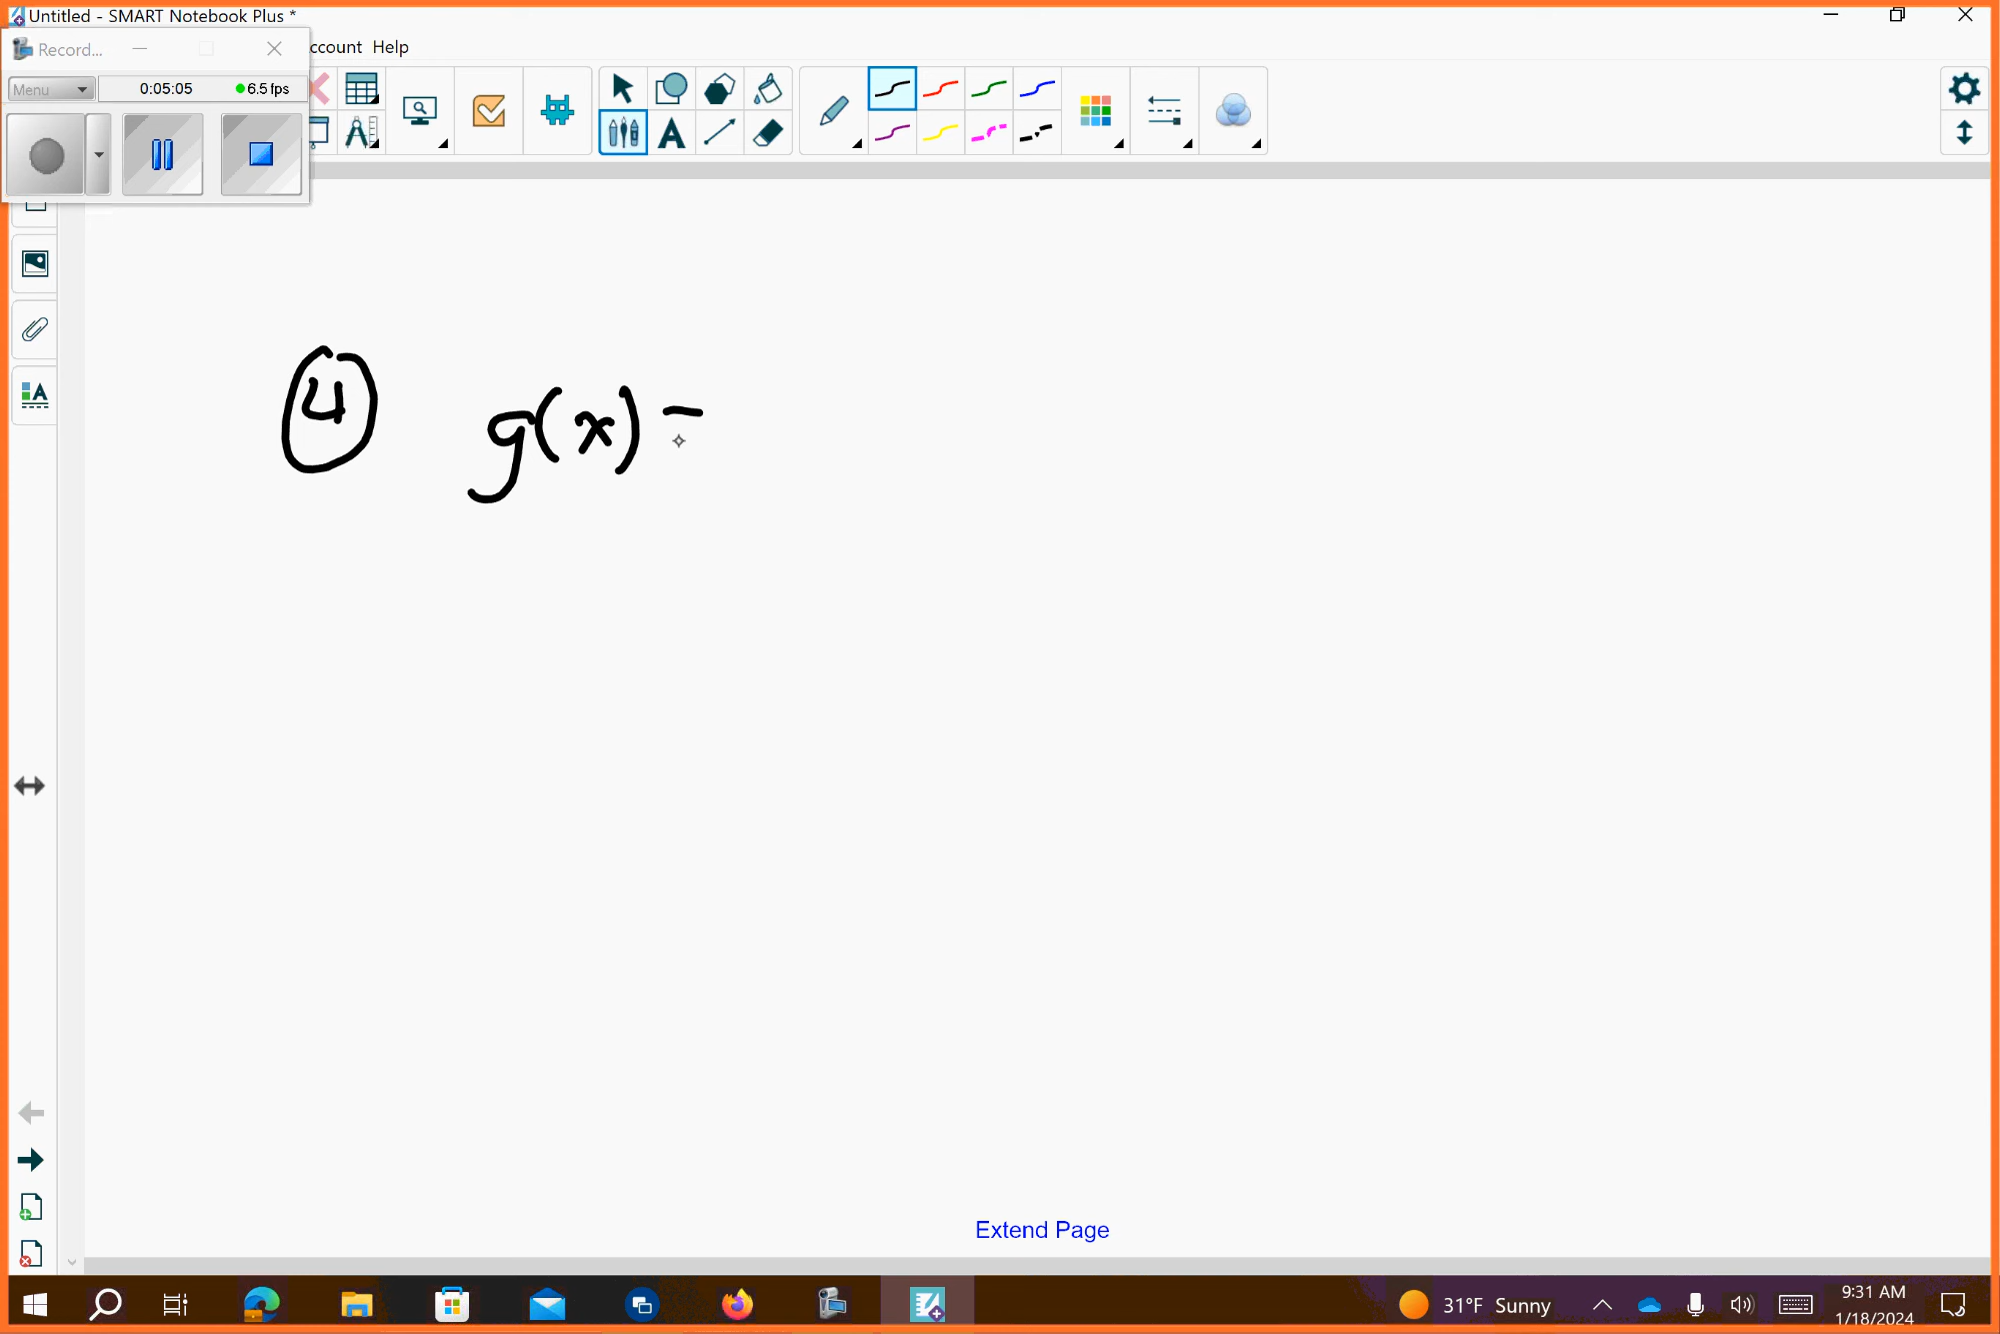 Untitled - SMART Notebook Plus *
Record...
ccount Help
Menu 0:05:05 6.5 fps
4 g(x) -
Extend Page
31°F Sunny
9:31 AM
1/18/2024